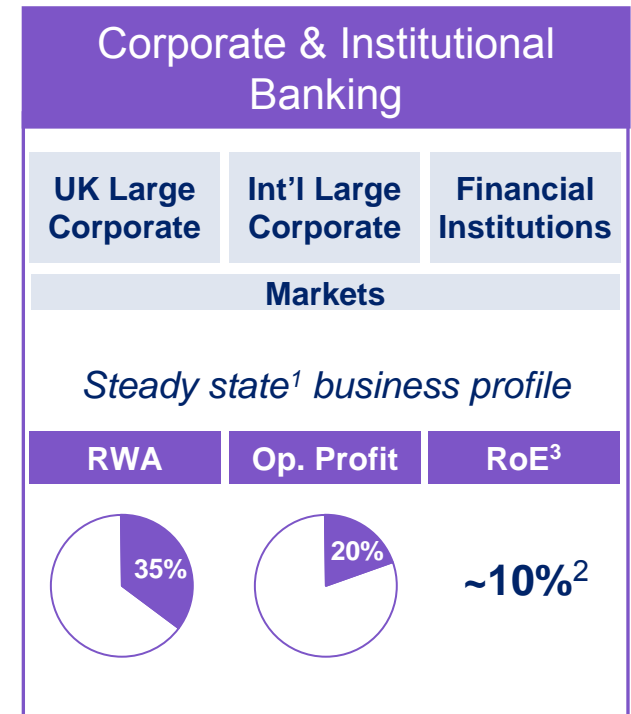 Corporate & Institutional
Banking
UK Large
Corporate
Int'l Large
Corporate
Financial
Institutions
Markets
Steady state1 business profile
RWA
Op. Profit
RoE3
35%
20%
~10%2